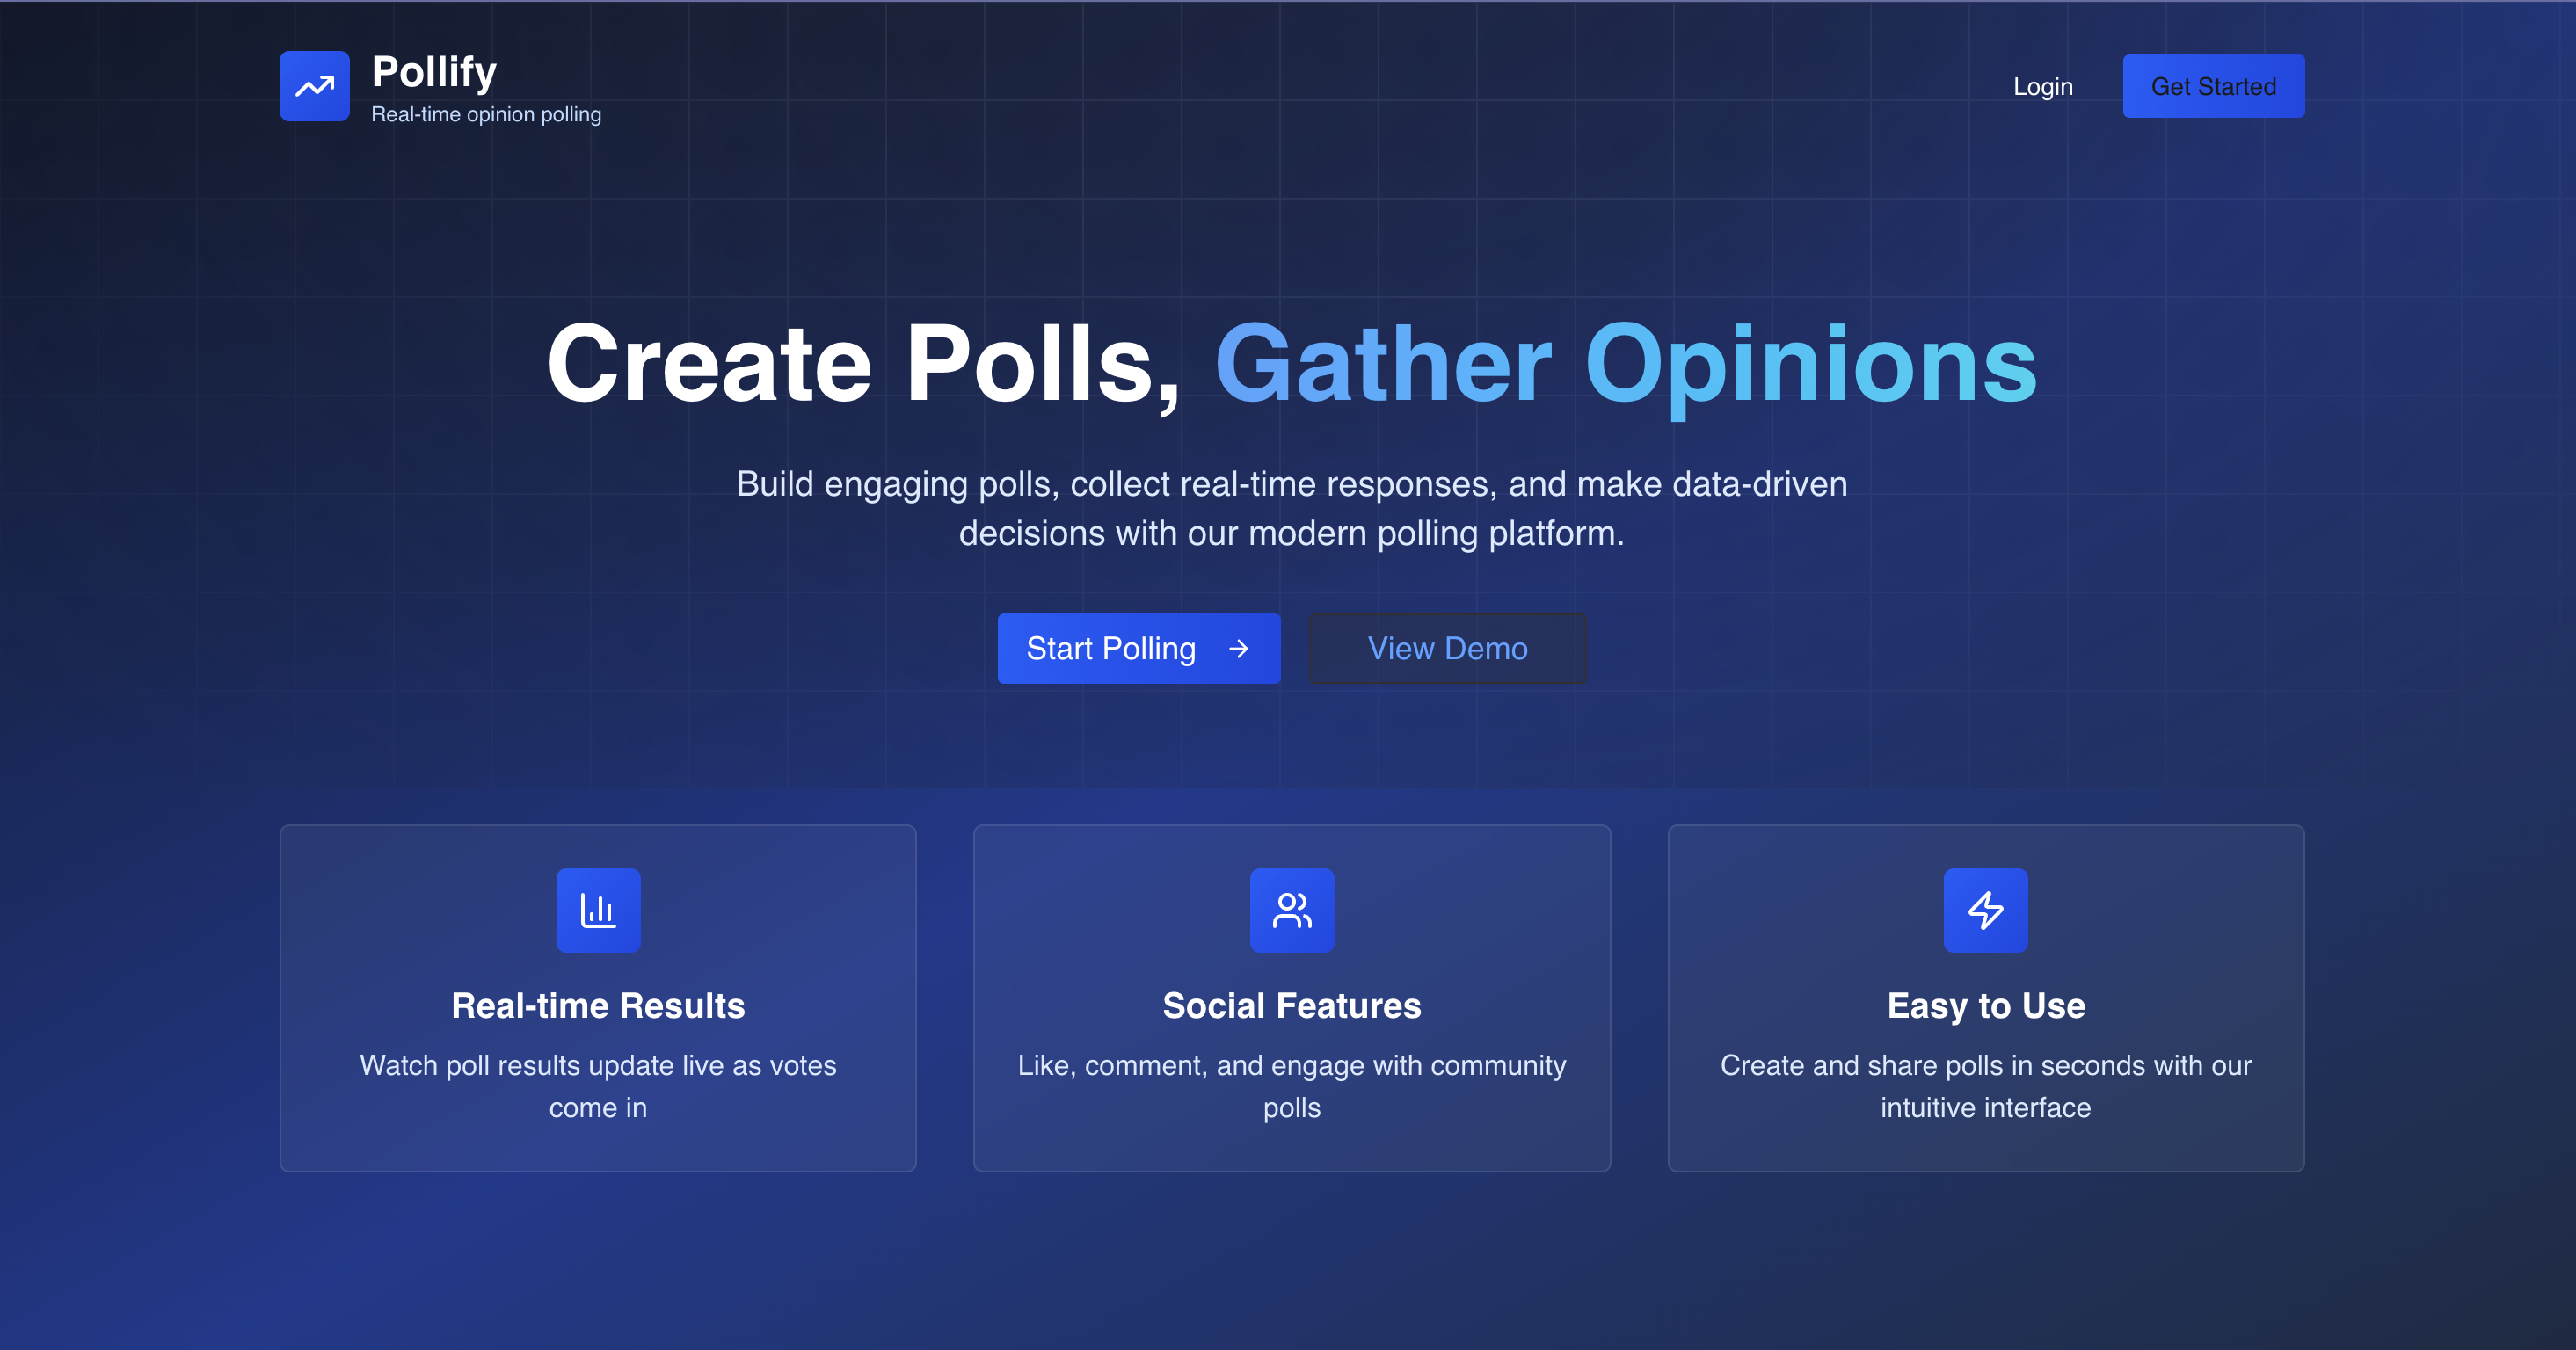 Pollify
Real-time opinion polling
Login
Get Started
Create Polls, Gather Opinions
Build engaging polls, collect real-time responses, and make data-driven
decisions with our modern polling platform.
Start Polling
View Demo
Real-time Results
Watch poll results update live as votes
come in
Social Features
Like, comment, and engage with community
polls
Easy to Use
Create and share polls in seconds with our
intuitive interface